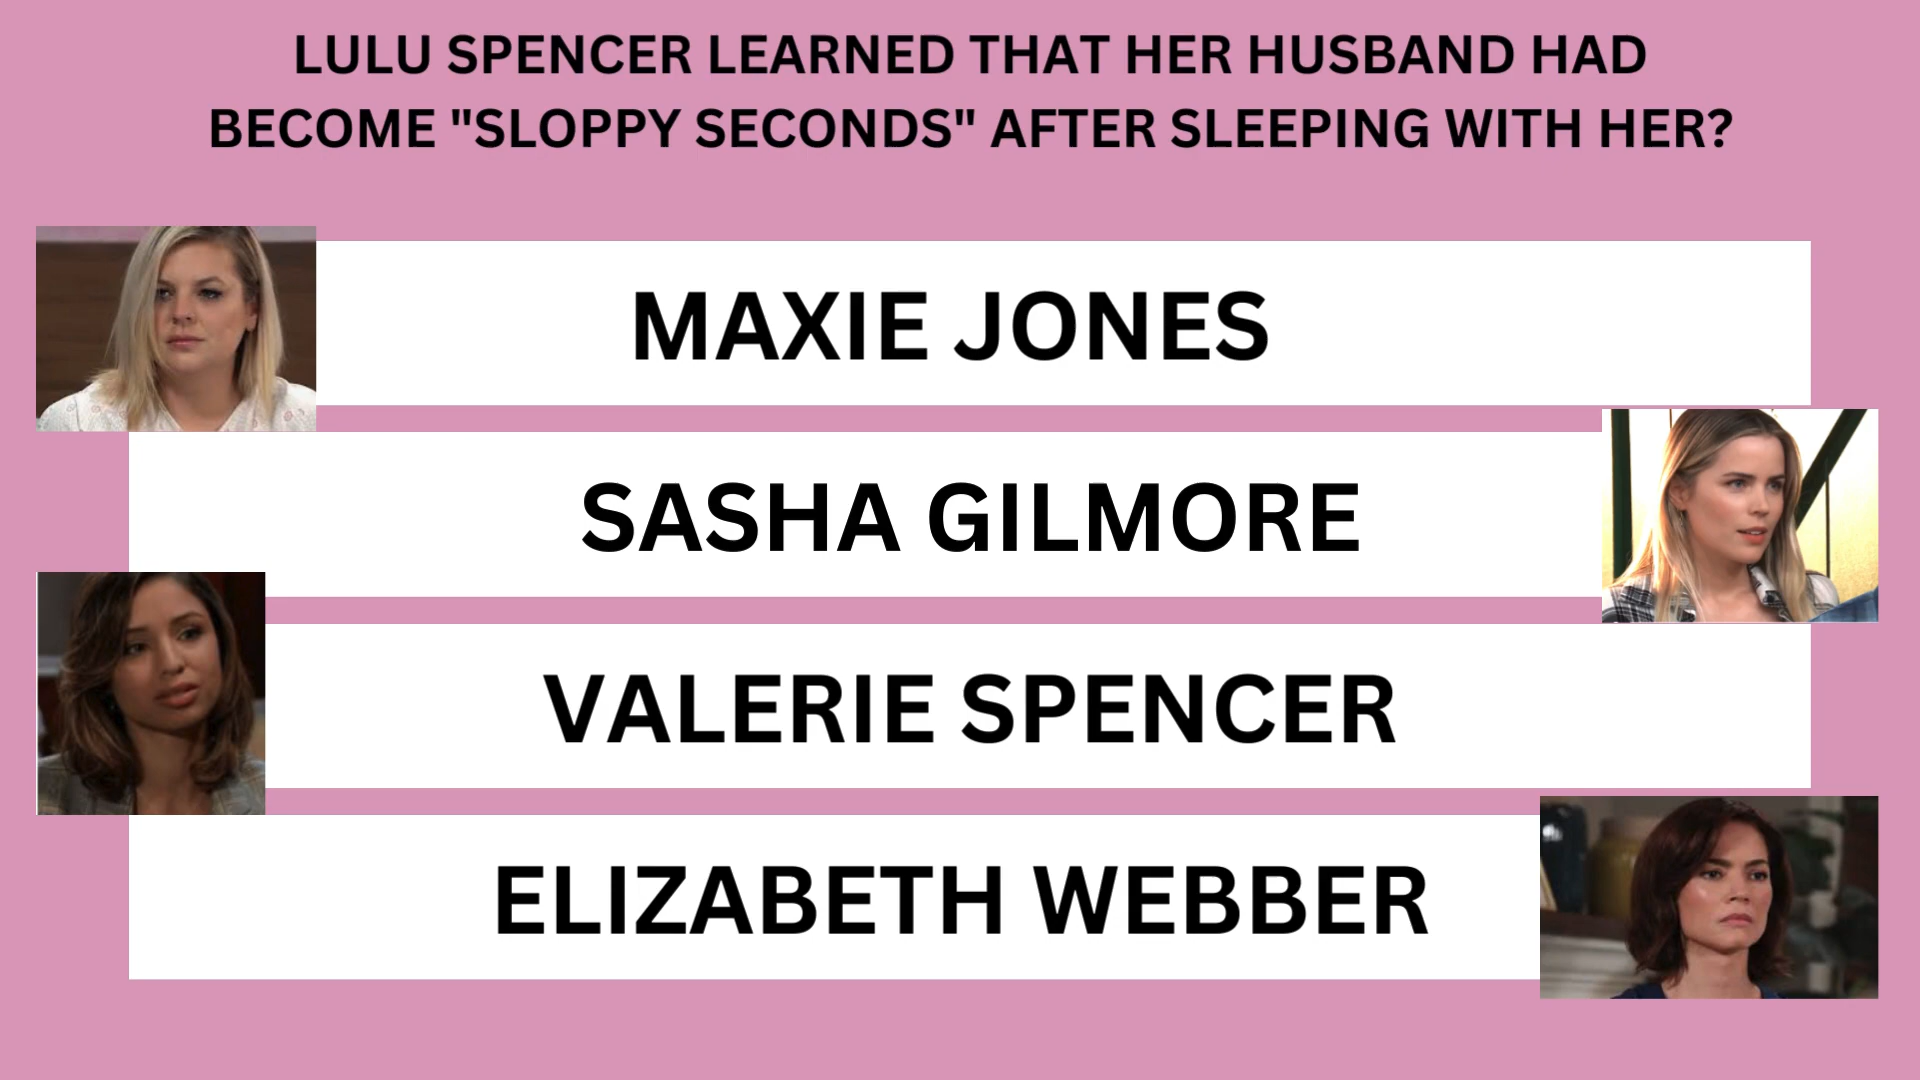 LULU SPENCER LEARNED THAT HER HUSBAND HAD
BECOME "SLOPPY SECONDS" AFTER SLEEPING WITH HER?
MAXIE JONES
SASHA GILMORE
VALERIE SPENCER
ELIZABETH WEBBER